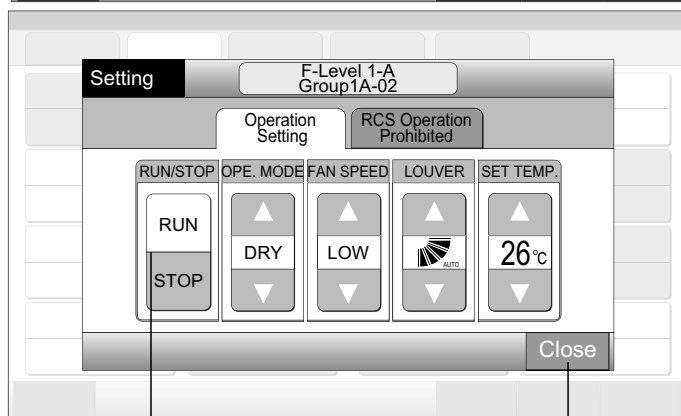 Setting
F-Level 1-A
Group1A-02
Operation
Setting
RCS Operation
Prohibited
RUN/STOP OPE. MODE FAN SPEED LOUVER SET TEMP.
RUN
STOP
DRY
LOW
AUTO
26℃
Close